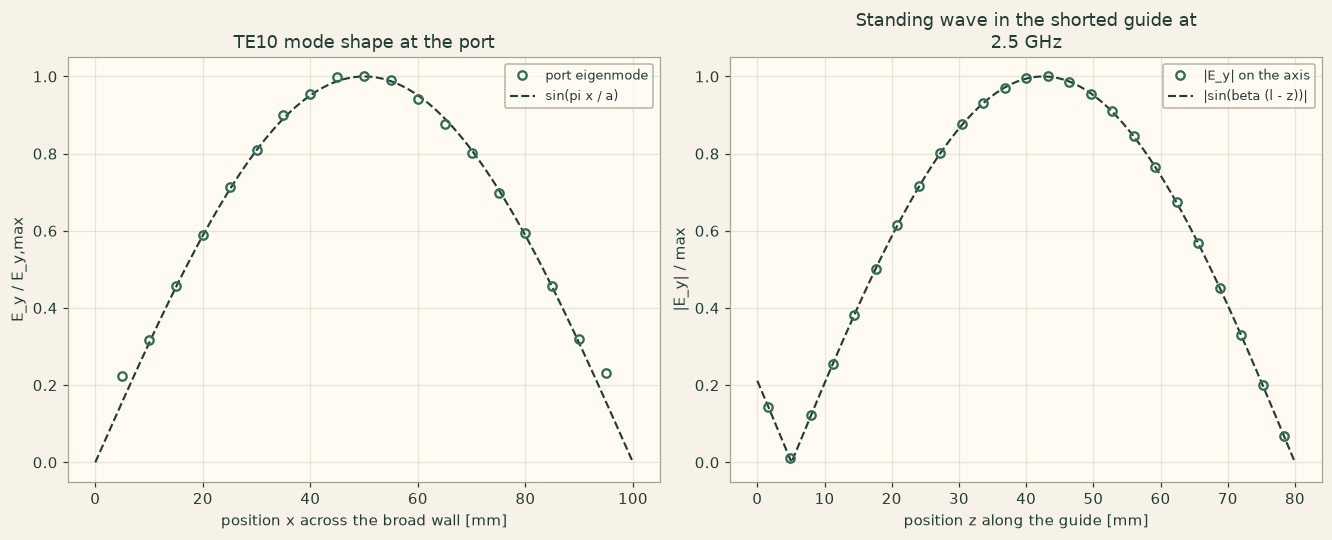 TE10 mode shape at the port
E_y / E_y,max
1.0
0.8
0.6
0.4
0.2
0.0
port eigenmode
sin(pi x / a)
0 20 40 60 80 100
position x across the broad wall [mm]
Standing wave in the shorted guide at
2.5 GHz
|E_y| / max
1.0
0.8
0.6
0.4
0.2
0.0
|E_y| on the axis
|sin(beta (l - z))|
0 10 20 30 40 50 60 70 80
position z along the guide [mm]